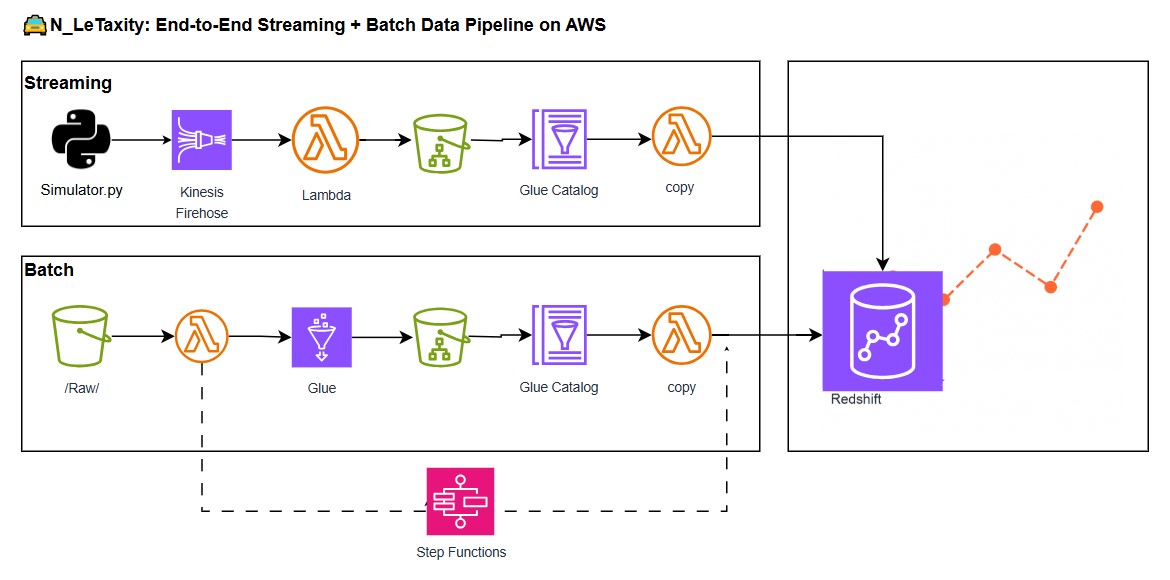 N_LeTaxity: End-to-End Streaming + Batch Data Pipeline on AWS
Streaming
Simulator.py
Kinesis
Firehose
Lambda
Glue Catalog
copy
Batch
/Raw/
Glue
Glue Catalog
copy
Redshift
Step Functions